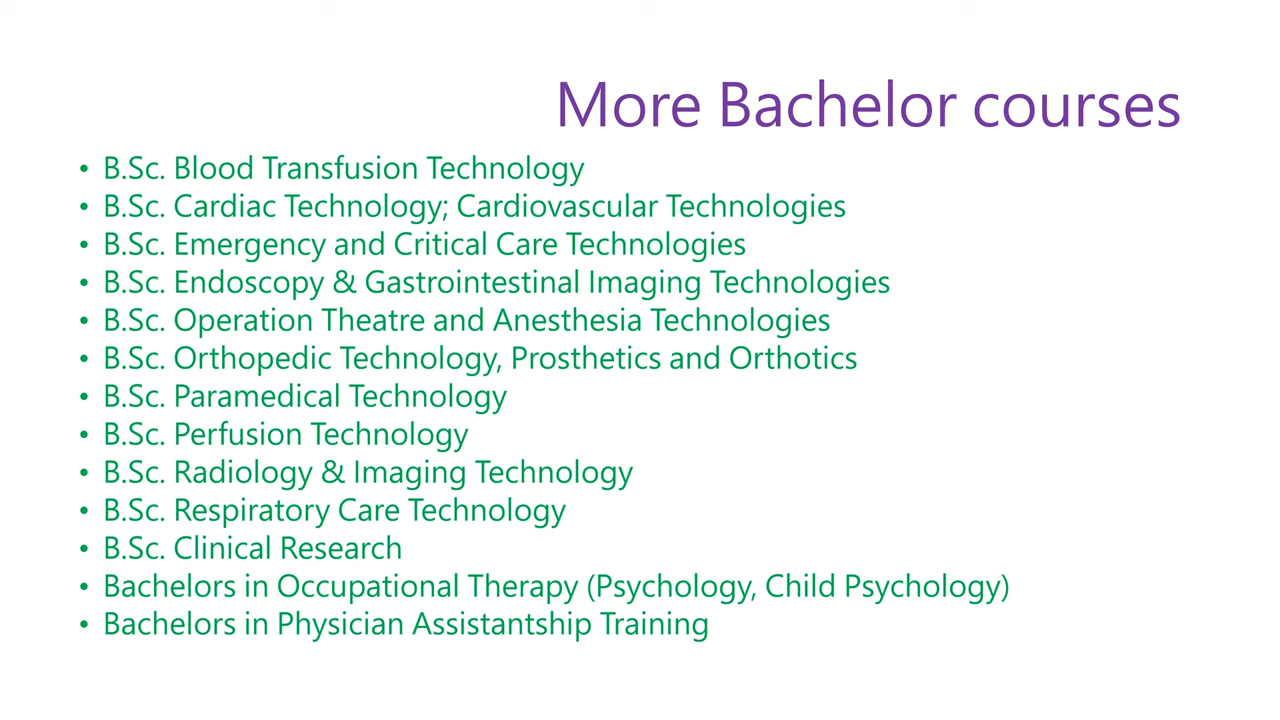 More Bachelor courses
• B.Sc. Blood Transfusion Technology
• B.Sc. Cardiac Technology; Cardiovascular Technologies
• B.Sc. Emergency and Critical Care Technologies
• B.Sc. Endoscopy & Gastrointestinal Imaging Technologies
• B.Sc. Operation Theatre and Anesthesia Technologies
• B.Sc. Orthopedic Technology, Prosthetics and Orthotics
• B.Sc. Paramedical Technology
• B.Sc. Perfusion Technology
• B.Sc. Radiology & Imaging Technology
• B.Sc. Respiratory Care Technology
• B.Sc. Clinical Research
• Bachelors in Occupational Therapy (Psychology, Child Psychology)
• Bachelors in Physician Assistantship Training